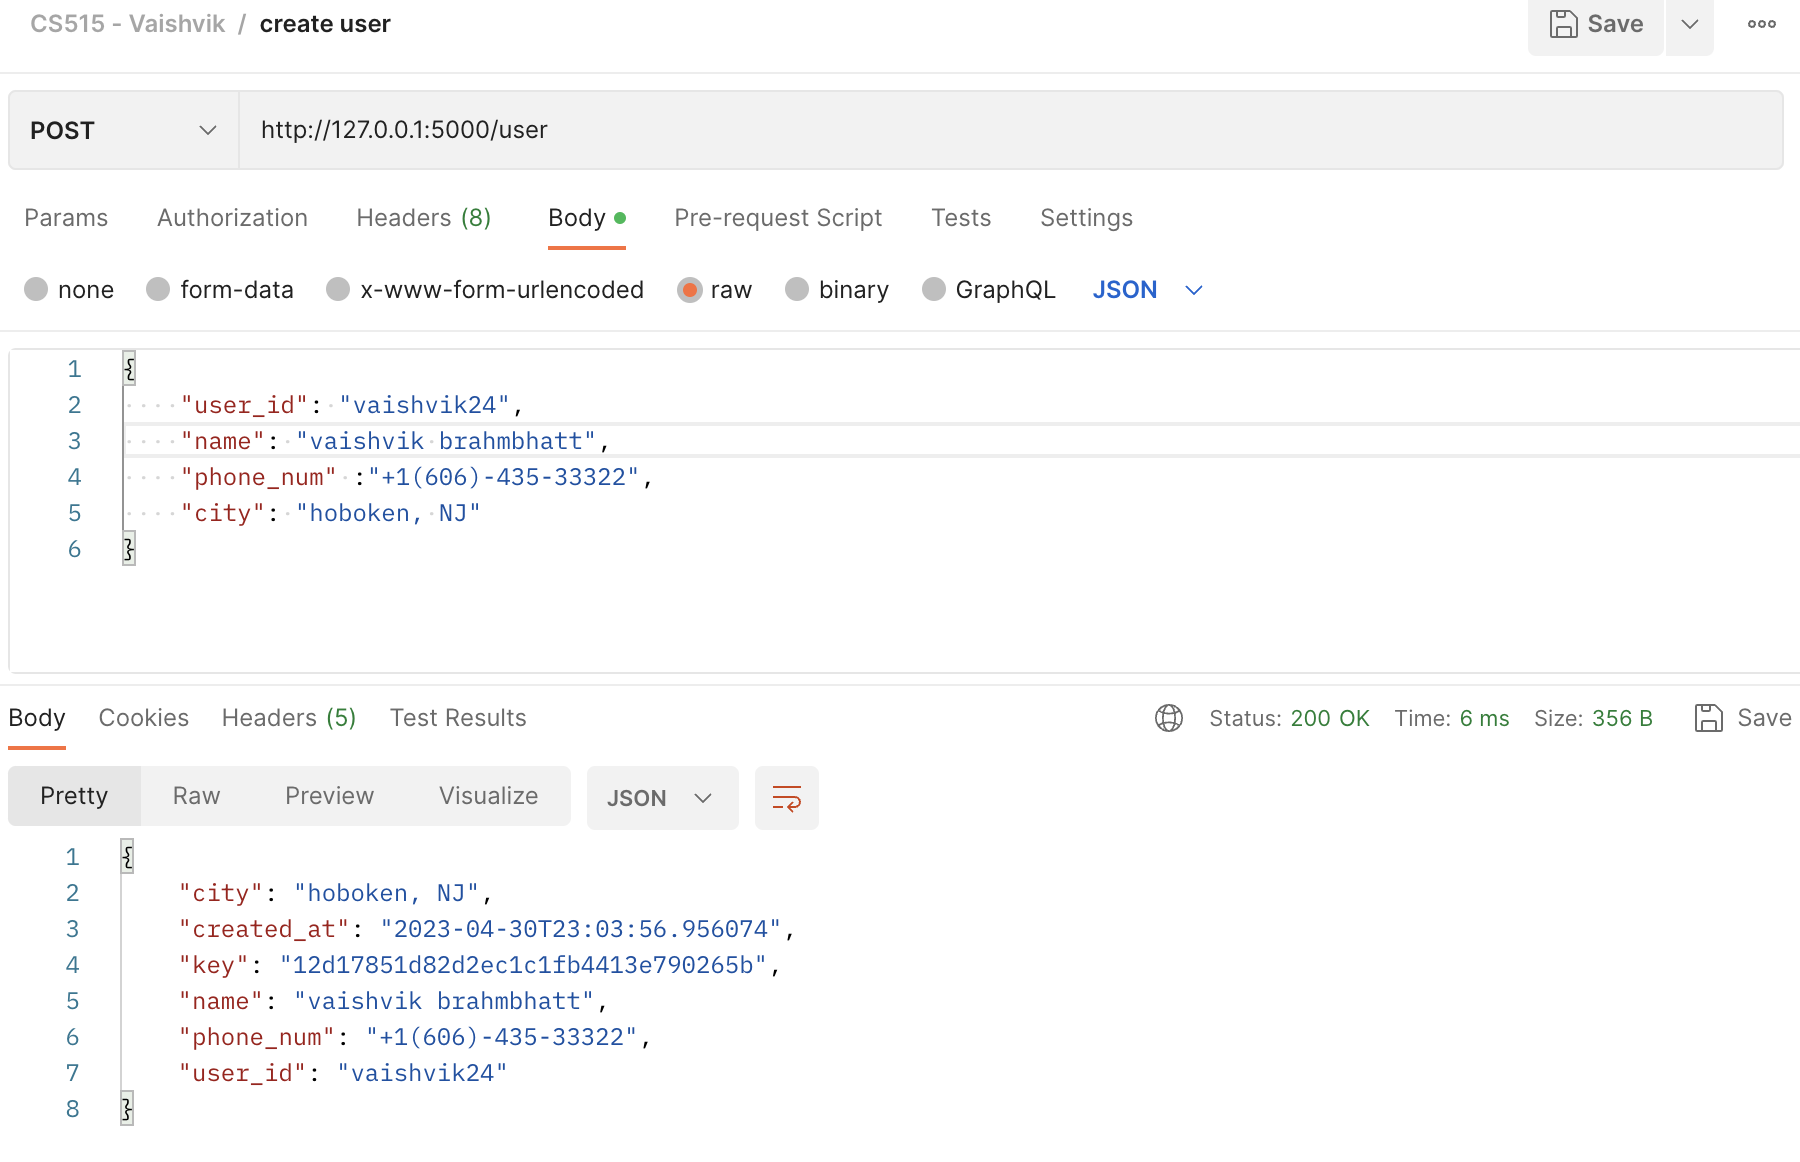 CS515 - Vaishvik / create user
Save
POST http://127.0.0.1:5000/user
Params Authorization Headers (8) Body Pre-request Script Tests Settings
none form-data x-www-form-urlencoded raw binary GraphQL JSON
1 {
2 "user_id": "vaishvik24",
3 "name": "vaishvik brahmbhatt",
4 "phone_num" :"+1(606)-435-33322",
5 "city": "hoboken, NJ"
6 }
Body Cookies Headers (5) Test Results Status: 200 OK Time: 6 ms Size: 356 B Save
Pretty Raw Preview Visualize JSON
1 {
2 "city": "hoboken, NJ",
3 "created_at": "2023-04-30T23:03:56.956074",
4 "key": "12d17851d82d2ec1c1fb4413e790265b",
5 "name": "vaishvik brahmbhatt",
6 "phone_num": "+1(606)-435-33322",
7 "user_id": "vaishvik24"
8 }